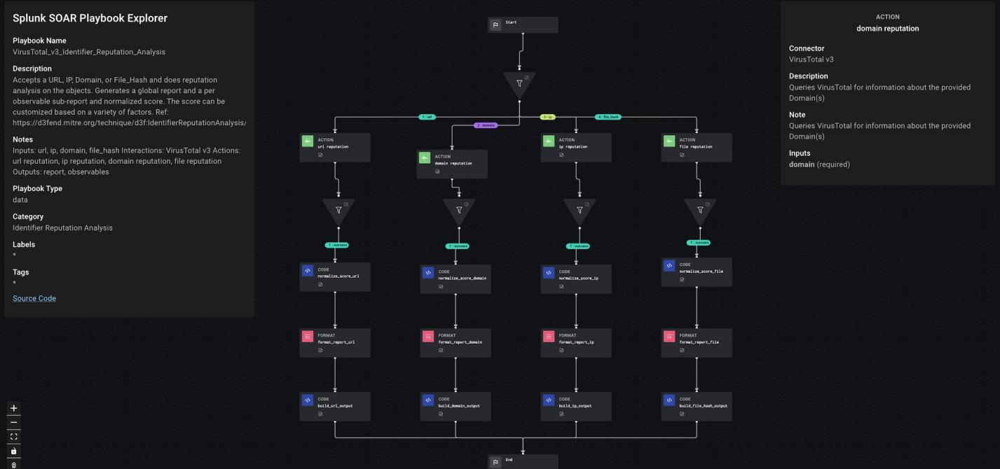 Splunk SOAR Playbook Explorer
Playbook Name
VirusTotal_v3_Identifier_Reputation_Analysis
Description
Accepts a URL, IP, Domain, or File_Hash and does reputation
analysis on the objects. Generates a global report and a per
observable sub-report and normalized score. The score can be
customized based on a variety of factors. Ref:
https://d3fend.mitre.org/technique/d3f:IdentifierReputationAnalysis/
Notes
Inputs: url, ip, domain, file_hash Interactions: VirusTotal v3 Actions:
url reputation, ip reputation, domain reputation, file reputation
Outputs: report, observables
Playbook Type
data
Category
Identifier Reputation Analysis
Labels
*
Tags
*
Source Code
Start
1 : url
2 : domain
3 : ip
4 : file_hash
ACTION
url reputation
ACTION
domain reputation
ACTION
ip reputation
ACTION
file reputation
1 : success
1 : success
1 : success
1 : success
CODE
normalize_score_url
CODE
normalize_score_domain
CODE
normalize_score_ip
CODE
normalize_score_file
FORMAT
format_report_url
FORMAT
format_report_domain
FORMAT
format_report_ip
FORMAT
format_report_file
CODE
build_url_output
CODE
build_domain_output
CODE
build_ip_output
CODE
build_file_hash_output
End
ACTION
domain reputation
Connector
VirusTotal v3
Description
Queries VirusTotal for information about the provided
Domain(s)
Note
Queries VirusTotal for information about the provided
Domain(s)
Inputs
domain (required)